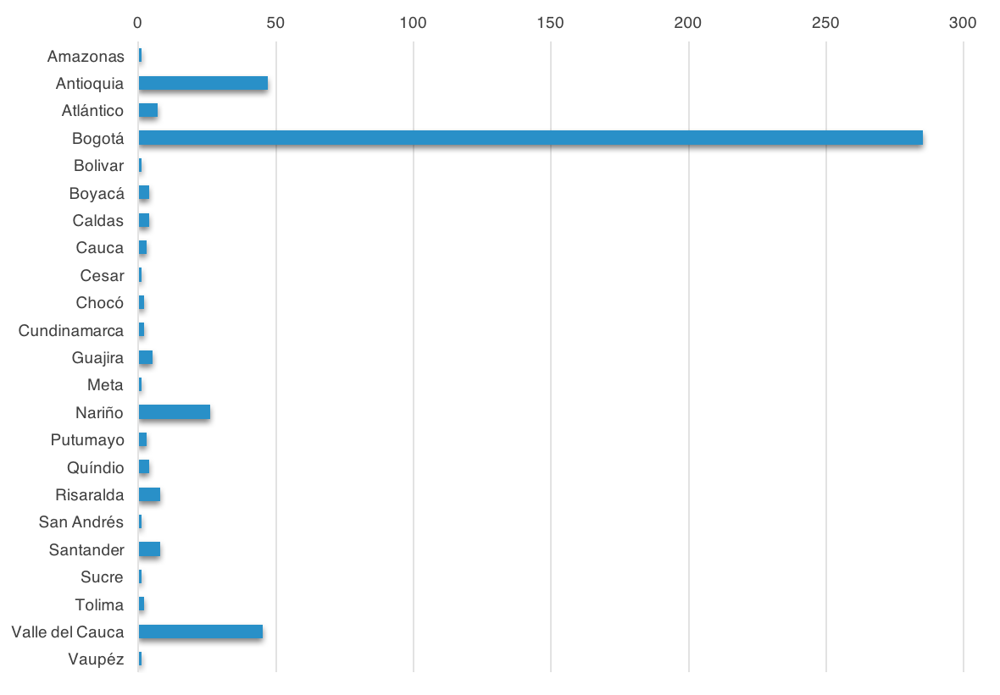 0 50 100 150 200 250 300
Amazonas
Antioquia
Atlántico
Bogotá
Bolivar
Boyacá
Caldas
Cauca
Cesar
Chocó
Cundinamarca
Guajira
Meta
Nariño
Putumayo
Quíndio
Risaralda
San Andrés
Santander
Sucre
Tolima
Valle del Cauca
Vaupéz